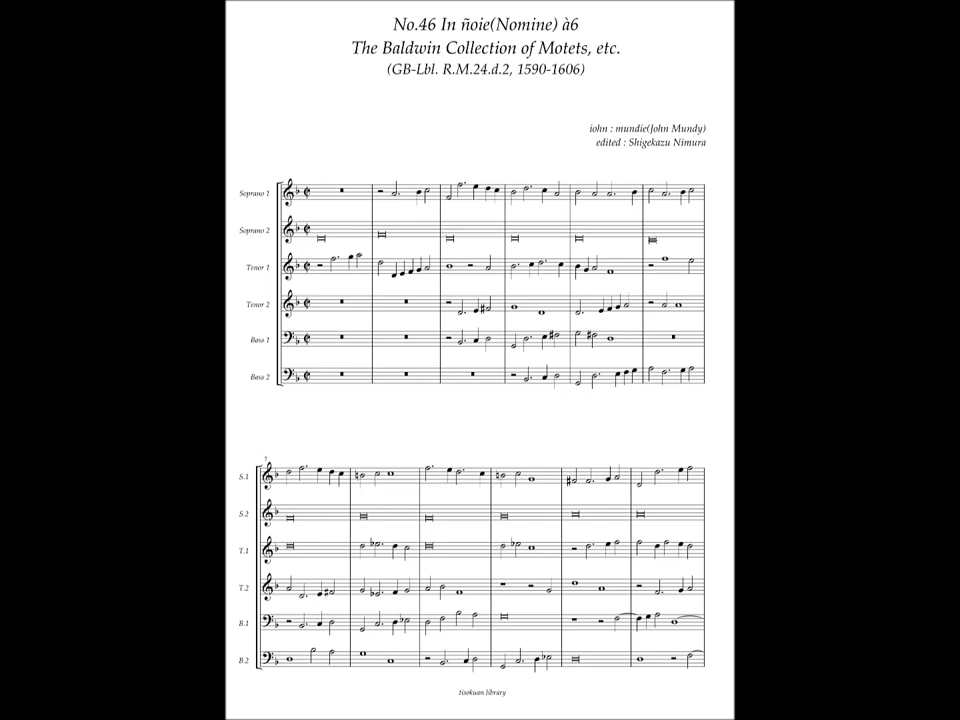 No.46 In ñoie(Nomine) à6
The Baldwin Collection of Motets, etc.
(GB-Lbl. R.M.24.d.2, 1590-1606)
iohn : mundie(John Mundy)
edited : Shigekazu Nimura
Soprano 1
Soprano 2
Tenor 1
Tenor 2
Bass 1
Bass 2
7
S.1
S.2
T.1
T.2
B.1
B.2
tisokuan library